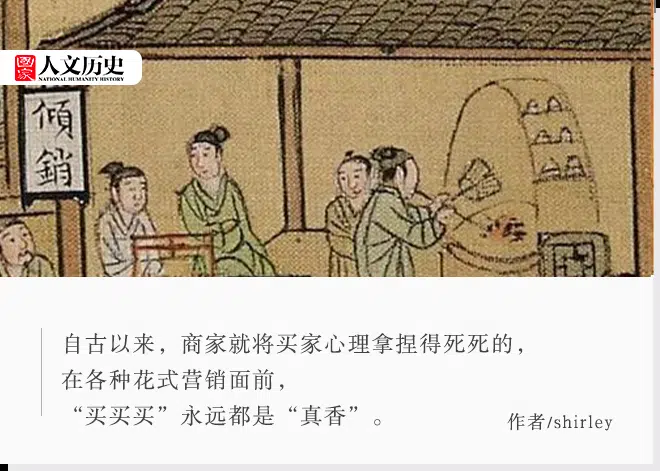 國家人文历史
NATIONAL HUMANITY HISTORY
傾銷
自古以来，商家就将买家心理拿捏得死死的，
在各种花式营销面前，
“买买买”永远都是“真香”。
作者/shirley